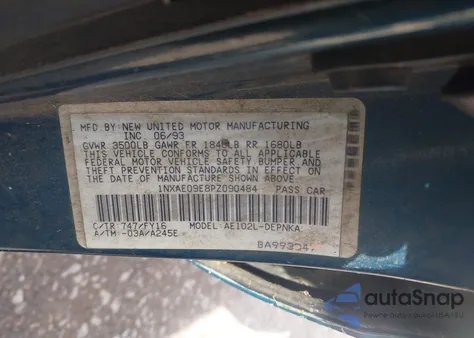 MFD BY NEW UNITED MOTOR MANUFACTURING
INC. 06/93
GVWR 3500LB GAWR FR 1840LB RR 1680LB
THIS VEHICLE CONFORMS TO ALL APPLICABLE
FEDERAL MOTOR VEHICLE SAFETY, BUMPER AND
THEFT PREVENTION STANDARDS IN EFFECT ON
THE DATE OF MANUFACTURE SHOWN ABOVE.
1NXAE09E8PZ090484 PASS CAR
C/TR: 747/FY16 MODEL: AE102L-DEPNKA
A/TM: -03A/A245E
autoSnap